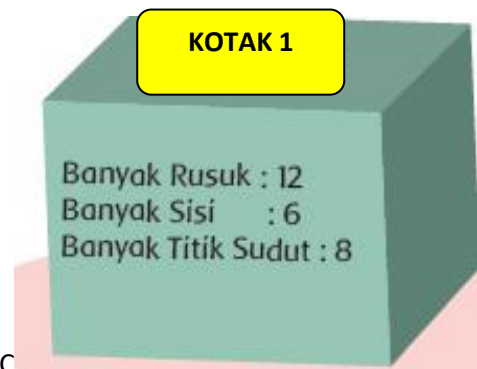 KOTAK 1
Banyak Rusuk : 12
Banyak Sisi : 6
Banyak Titik Sudut : 8
C